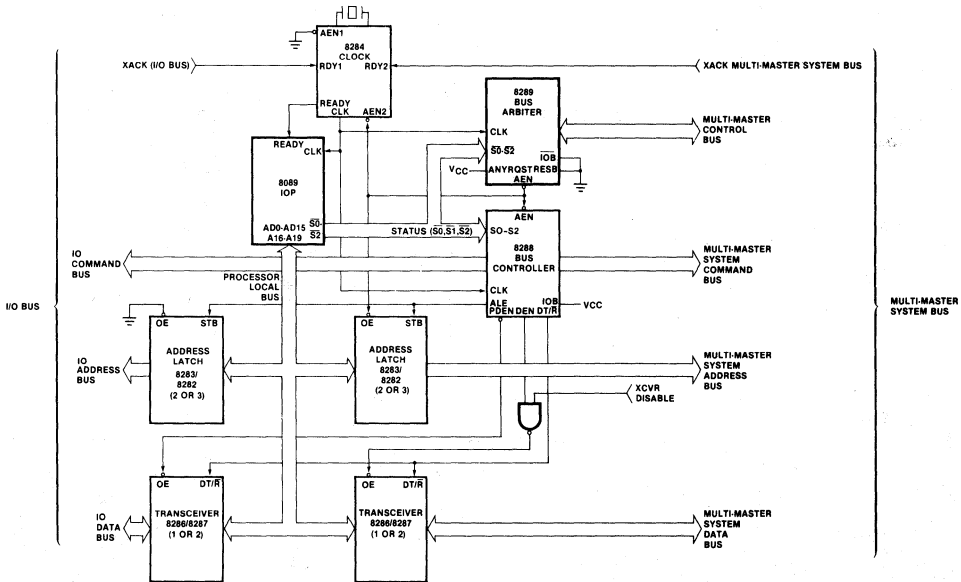 AEN1
8284
CLOCK
XACK (I/O BUS)
RDY1
RDY2
XACK MULTI-MASTER SYSTEM BUS
READY
CLK
AEN2
8289
BUS
ARBITER
MULTI-MASTER
CONTROL
BUS
CLK
S0-S2
IOB
VCC
ANYRQST RESB
AEN
READY
CLK
8089
IOP
AD0-AD15
A16-A19
S0-
S2
STATUS (S0,S1,S2)
AEN
SO-S2
8288
BUS
CONTROLLER
IO
COMMAND
BUS
MULTI-MASTER
SYSTEM
COMMAND
BUS
PROCESSOR
LOCAL
BUS
CLK
ALE
IOB
VCC
PDEN DEN DT/R
I/O BUS
MULTI-MASTER
SYSTEM BUS
OE
STB
OE
STB
IO
ADDRESS
BUS
ADDRESS
LATCH
8283/
8282
(2 OR 3)
ADDRESS
LATCH
8283/
8282
(2 OR 3)
MULTI-MASTER
SYSTEM
ADDRESS
BUS
XCVR
DISABLE
OE
DT/R
OE
DT/R
IO
DATA
BUS
TRANSCEIVER
8286/8287
(1 OR 2)
TRANSCEIVER
8286/8287
(1 OR 2)
MULTI-MASTER
SYSTEM
DATA
BUS